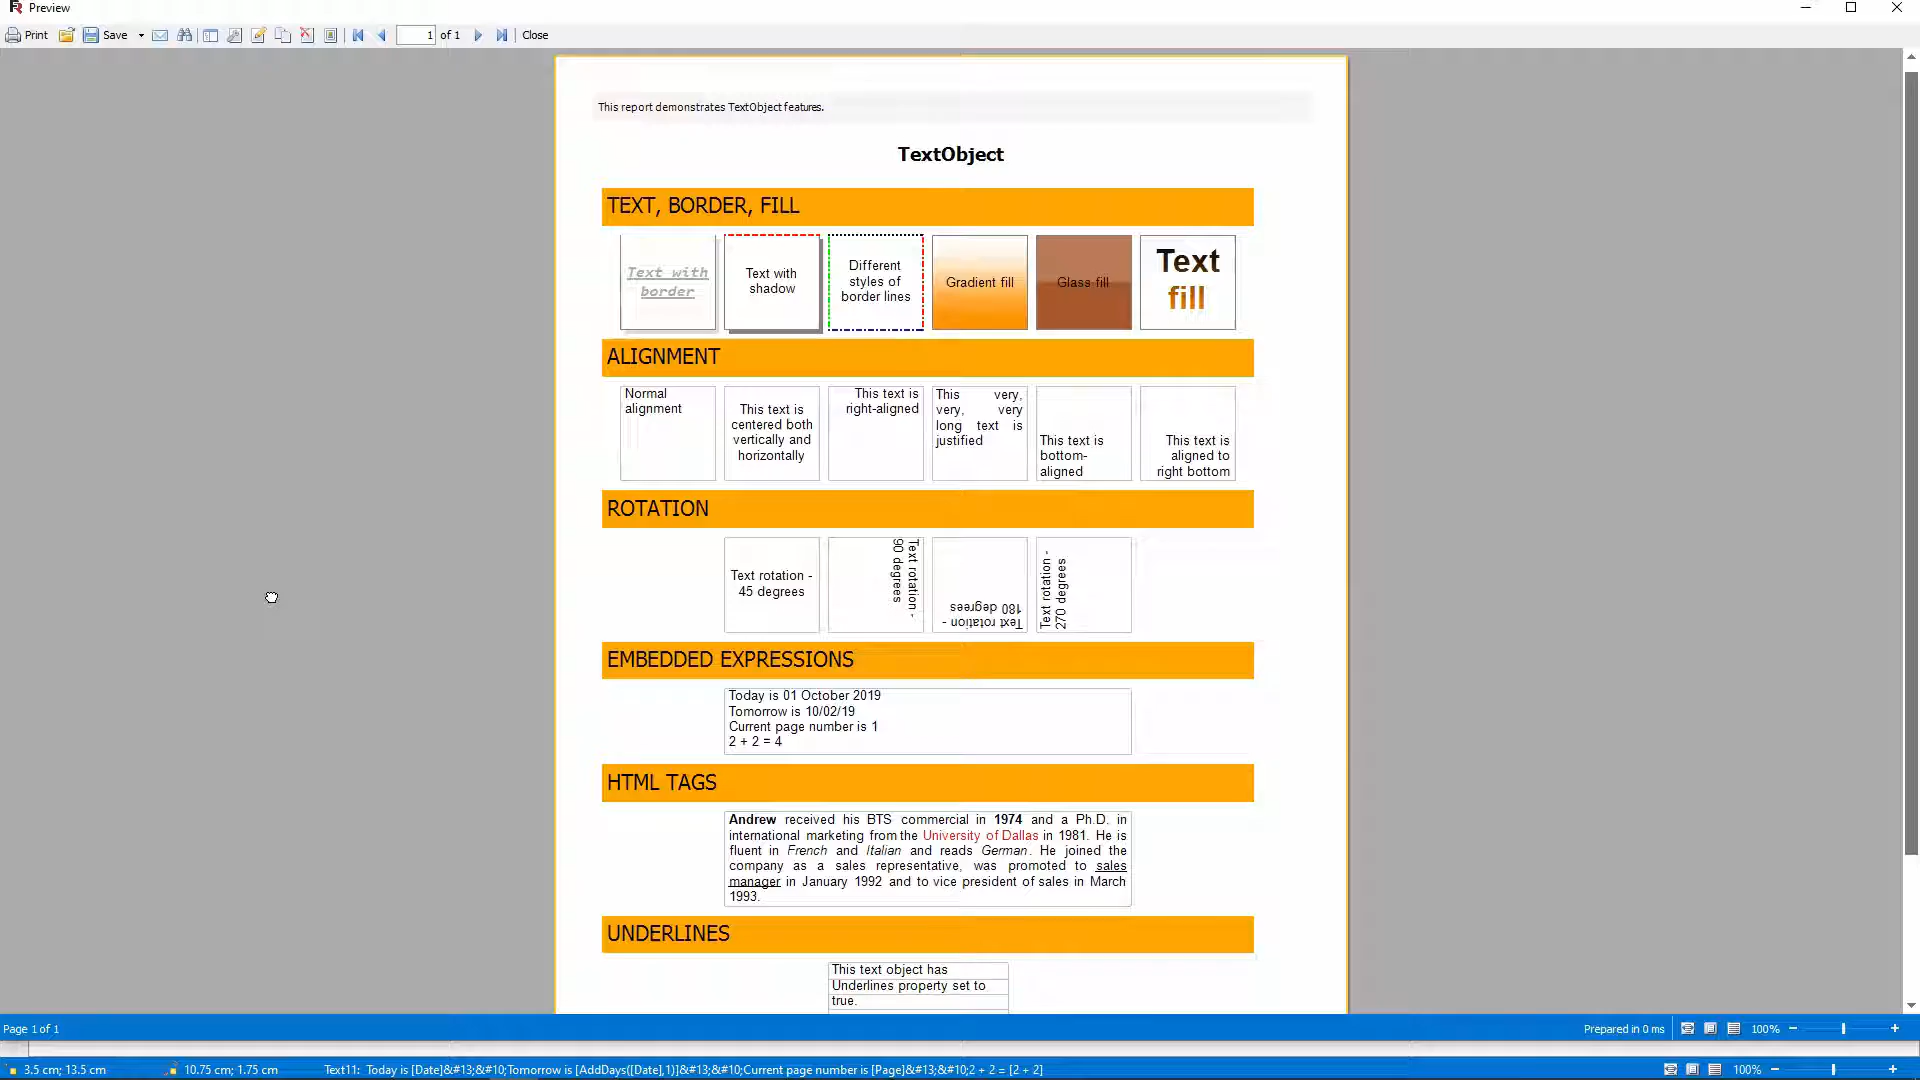 Preview
Print Save 1 of 1 Close
This report demonstrates TextObject features.
TextObject
TEXT, BORDER, FILL
Text with
border
Text with
shadow
Different
styles of
border lines
Gradient fill
Glass fill
Text
fill
ALIGNMENT
Normal
alignment
This text is
centered both
vertically and
horizontally
This text is
right-aligned
This very,
very, very
long text is
justified
This text is
bottom-
aligned
This text is
aligned to
right bottom
ROTATION
Text rotation -
45 degrees
Text rotation -
90 degrees
Text rotation -
180 degrees
Text rotation -
270 degrees
EMBEDDED EXPRESSIONS
Today is 01 October 2019
Tomorrow is 10/02/19
Current page number is 1
2 + 2 = 4
HTML TAGS
Andrew received his BTS commercial in 1974 and a Ph.D. in
international marketing from the University of Dallas in 1981. He is
fluent in French and Italian and reads German. He joined the
company as a sales representative, was promoted to sales
manager in January 1992 and to vice president of sales in March
1993.
UNDERLINES
This text object has
Underlines property set to
true.
Page 1 of 1 Prepared in 0 ms 100%
3.5 cm; 13.5 cm 10.75 cm; 1.75 cm Text11: Today is [Date]&#13;&#10;Tomorrow is [AddDays([Date],1)]&#13;&#10;Current page number is [Page]&#13;&#10;2 + 2 = [2 + 2] 100%